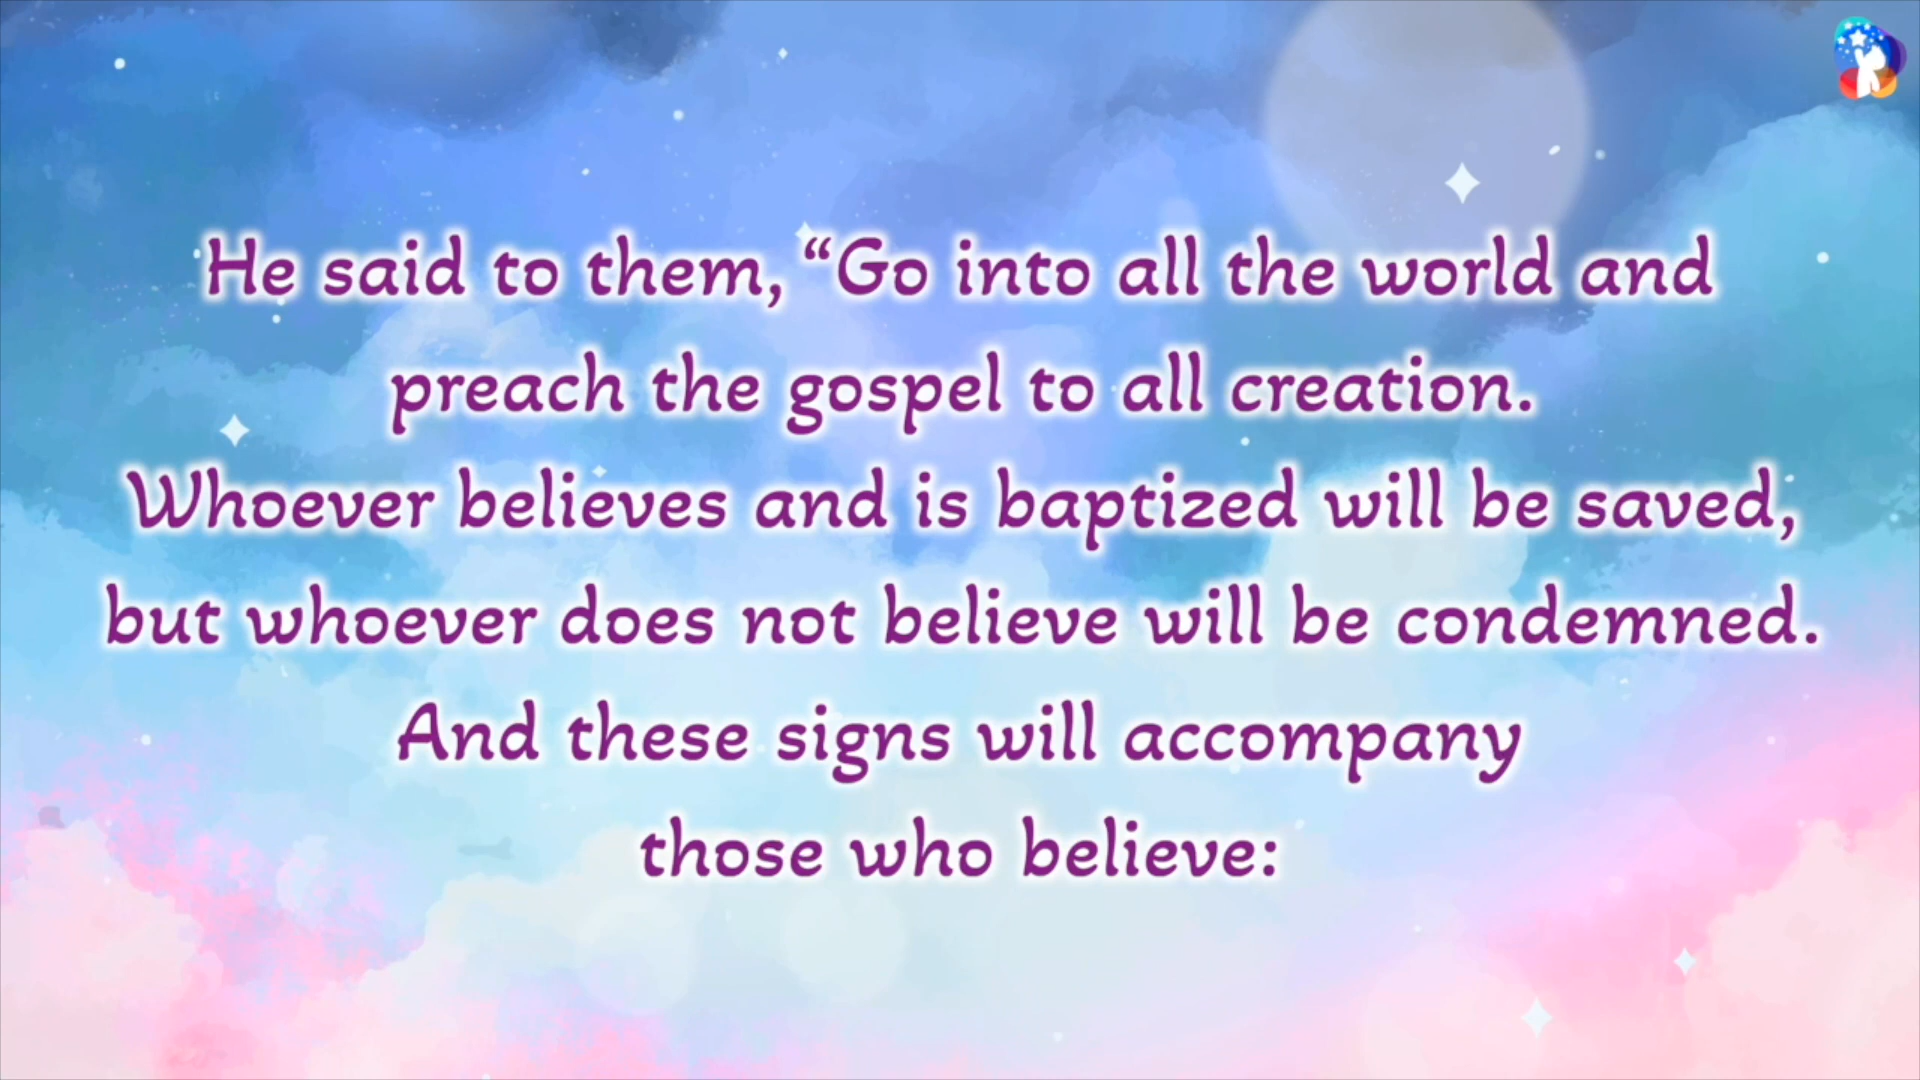 He said to them, “Go into all the world and
preach the gospel to all creation.
Whoever believes and is baptized will be saved,
but whoever does not believe will be condemned.
And these signs will accompany
those who believe: